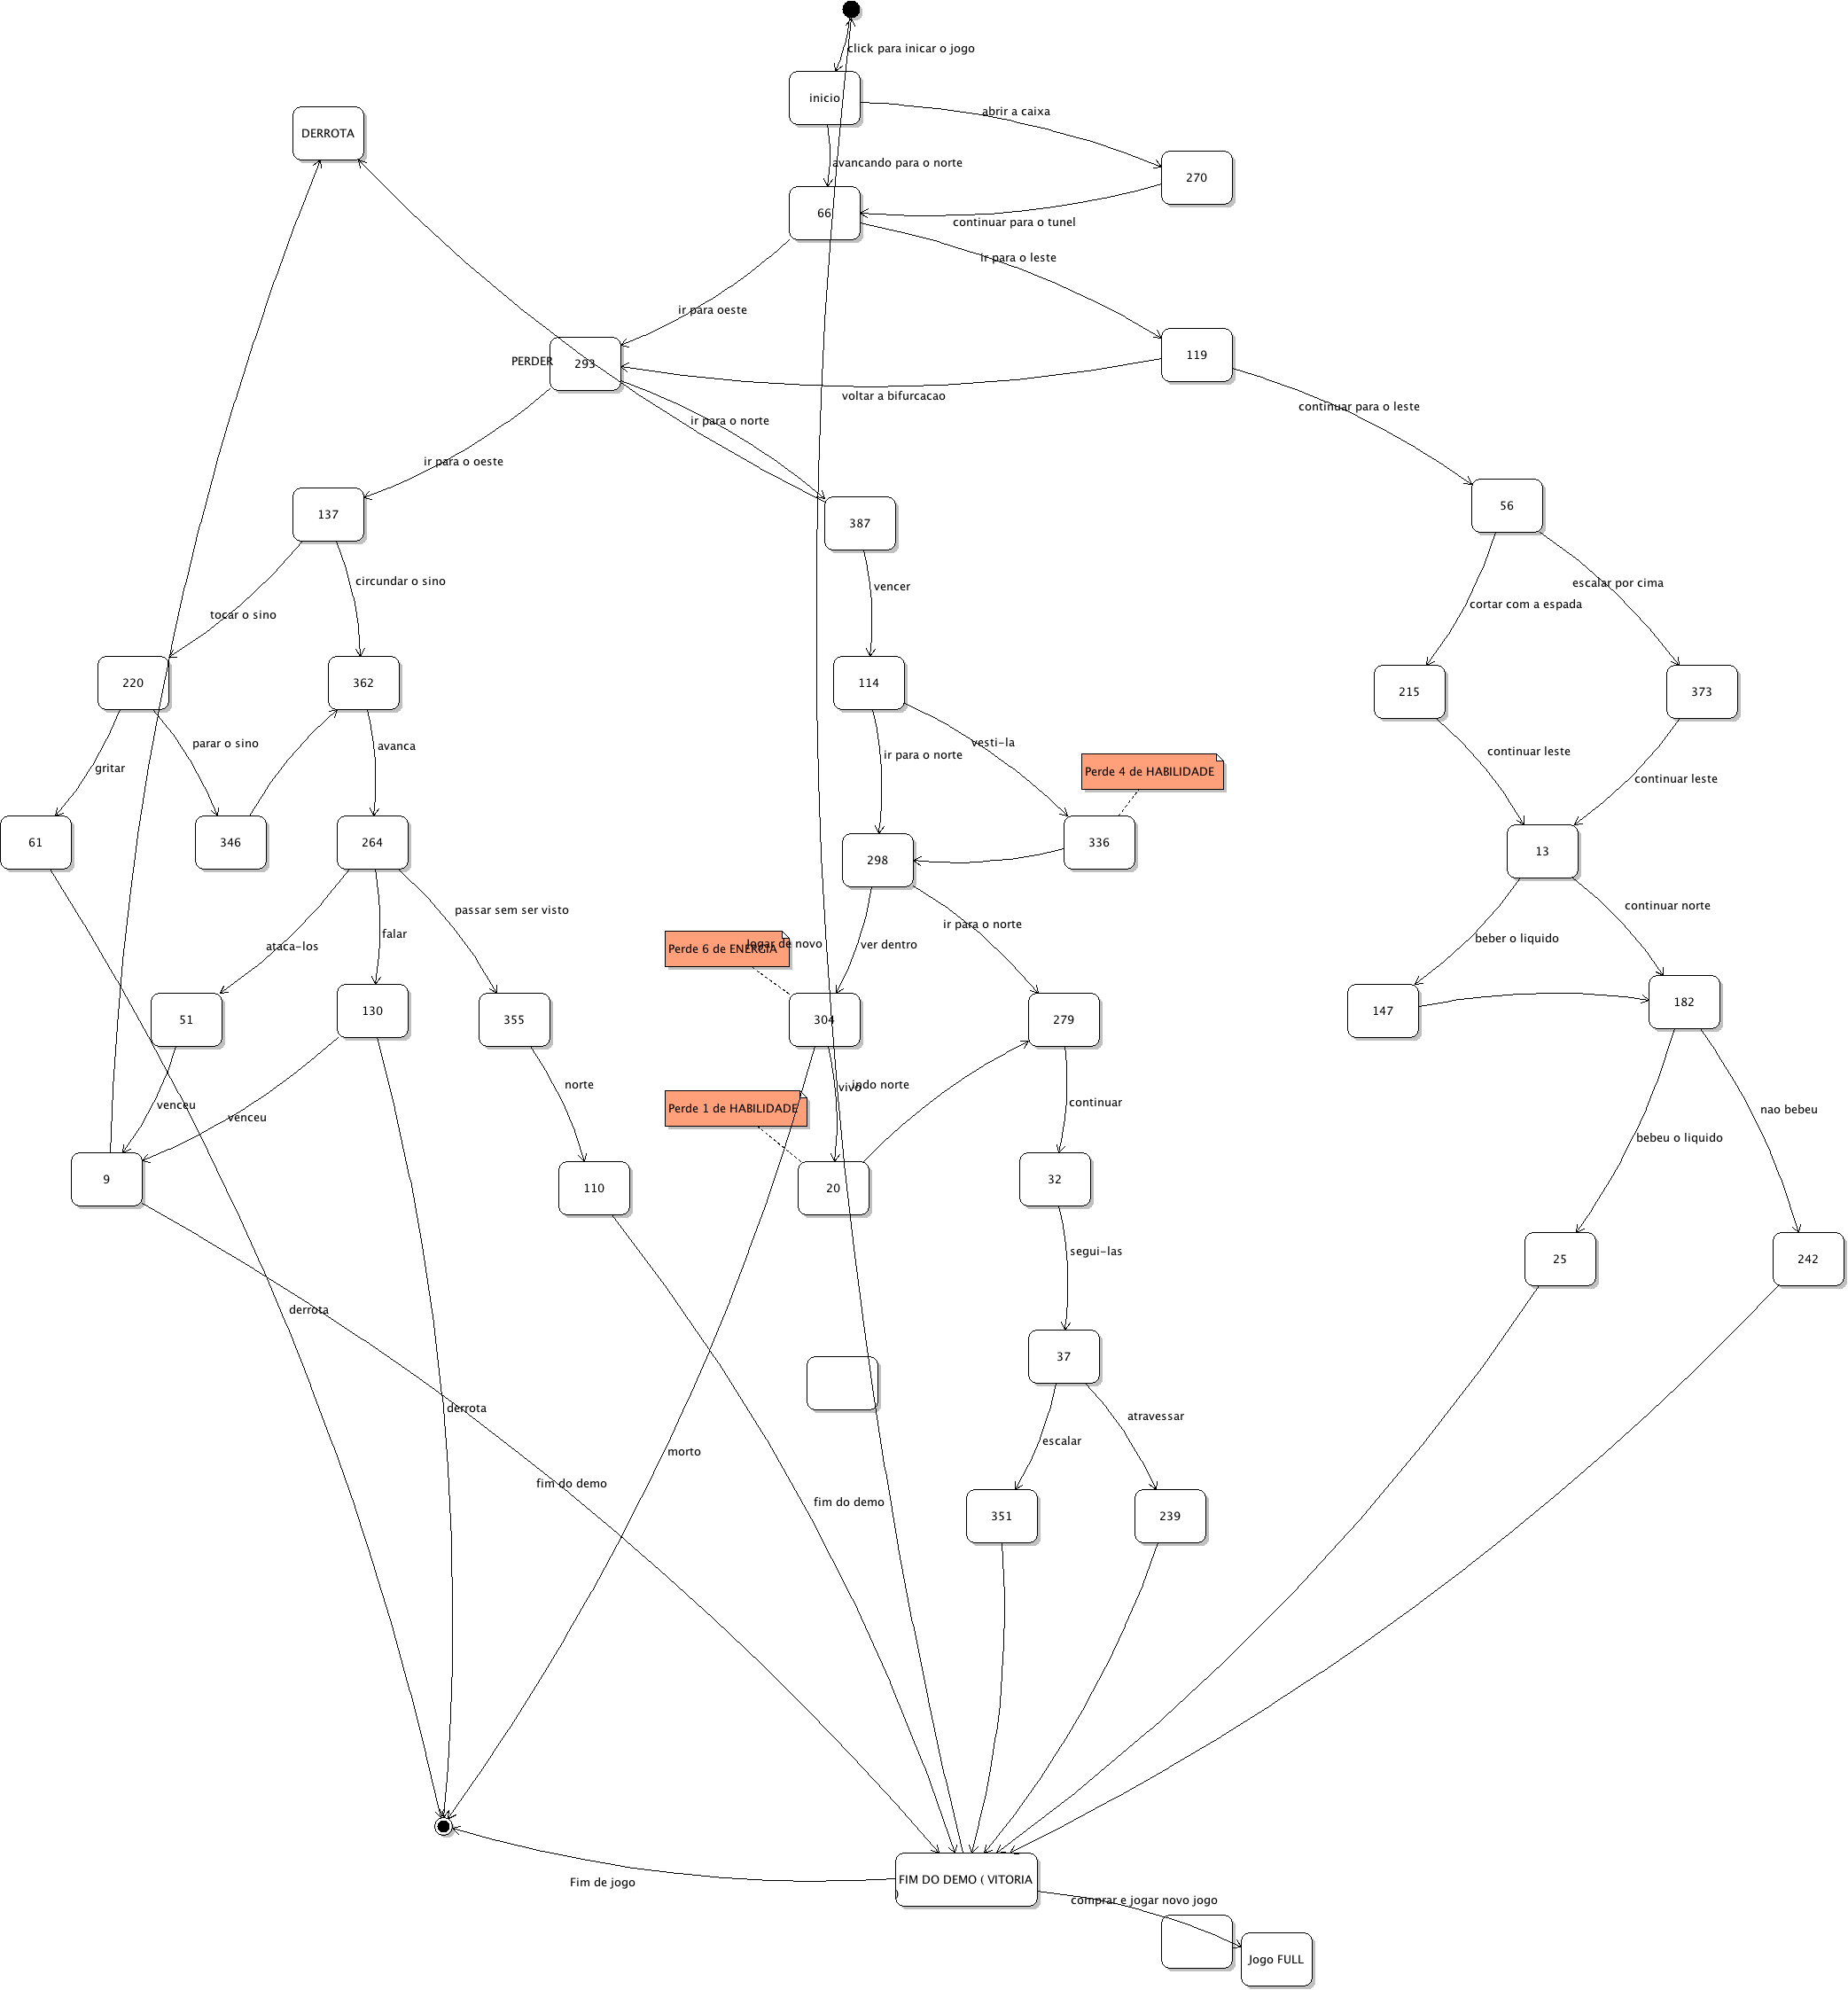 click para inicar o jogo
inicio
abrir a caixa
DERROTA
avancando para o norte
270
66
continuar para o tunel
ir para o leste
ir para oeste
119
PERDER
293
voltar a bifurcacao
continuar para o leste
ir para o norte
ir para o oeste
56
137
387
circundar o sino
escalar por cima
vencer
cortar com a espada
tocar o sino
220
362
114
215
373
parar o sino
avanca
vesti-la
ir para o norte
continuar leste
gritar
Perde 4 de HABILIDADE
continuar leste
61
346
264
336
298
13
passar sem ser visto
continuar norte
ir para o norte
falar
beber o liquido
ataca-los
Perde 6 de ENERGIA
Jogar de novo
ver dentro
182
130
147
51
355
304
279
norte
vivo
indo norte
continuar
venceu
Perde 1 de HABILIDADE
nao bebeu
venceu
bebeu o liquido
9
110
20
32
segui-las
25
242
derrota
37
derrota
atravessar
escalar
morto
fim do demo
fim do demo
351
239
FIM DO DEMO ( VITORIA
)
Fim de jogo
comprar e jogar novo jogo
Jogo FULL